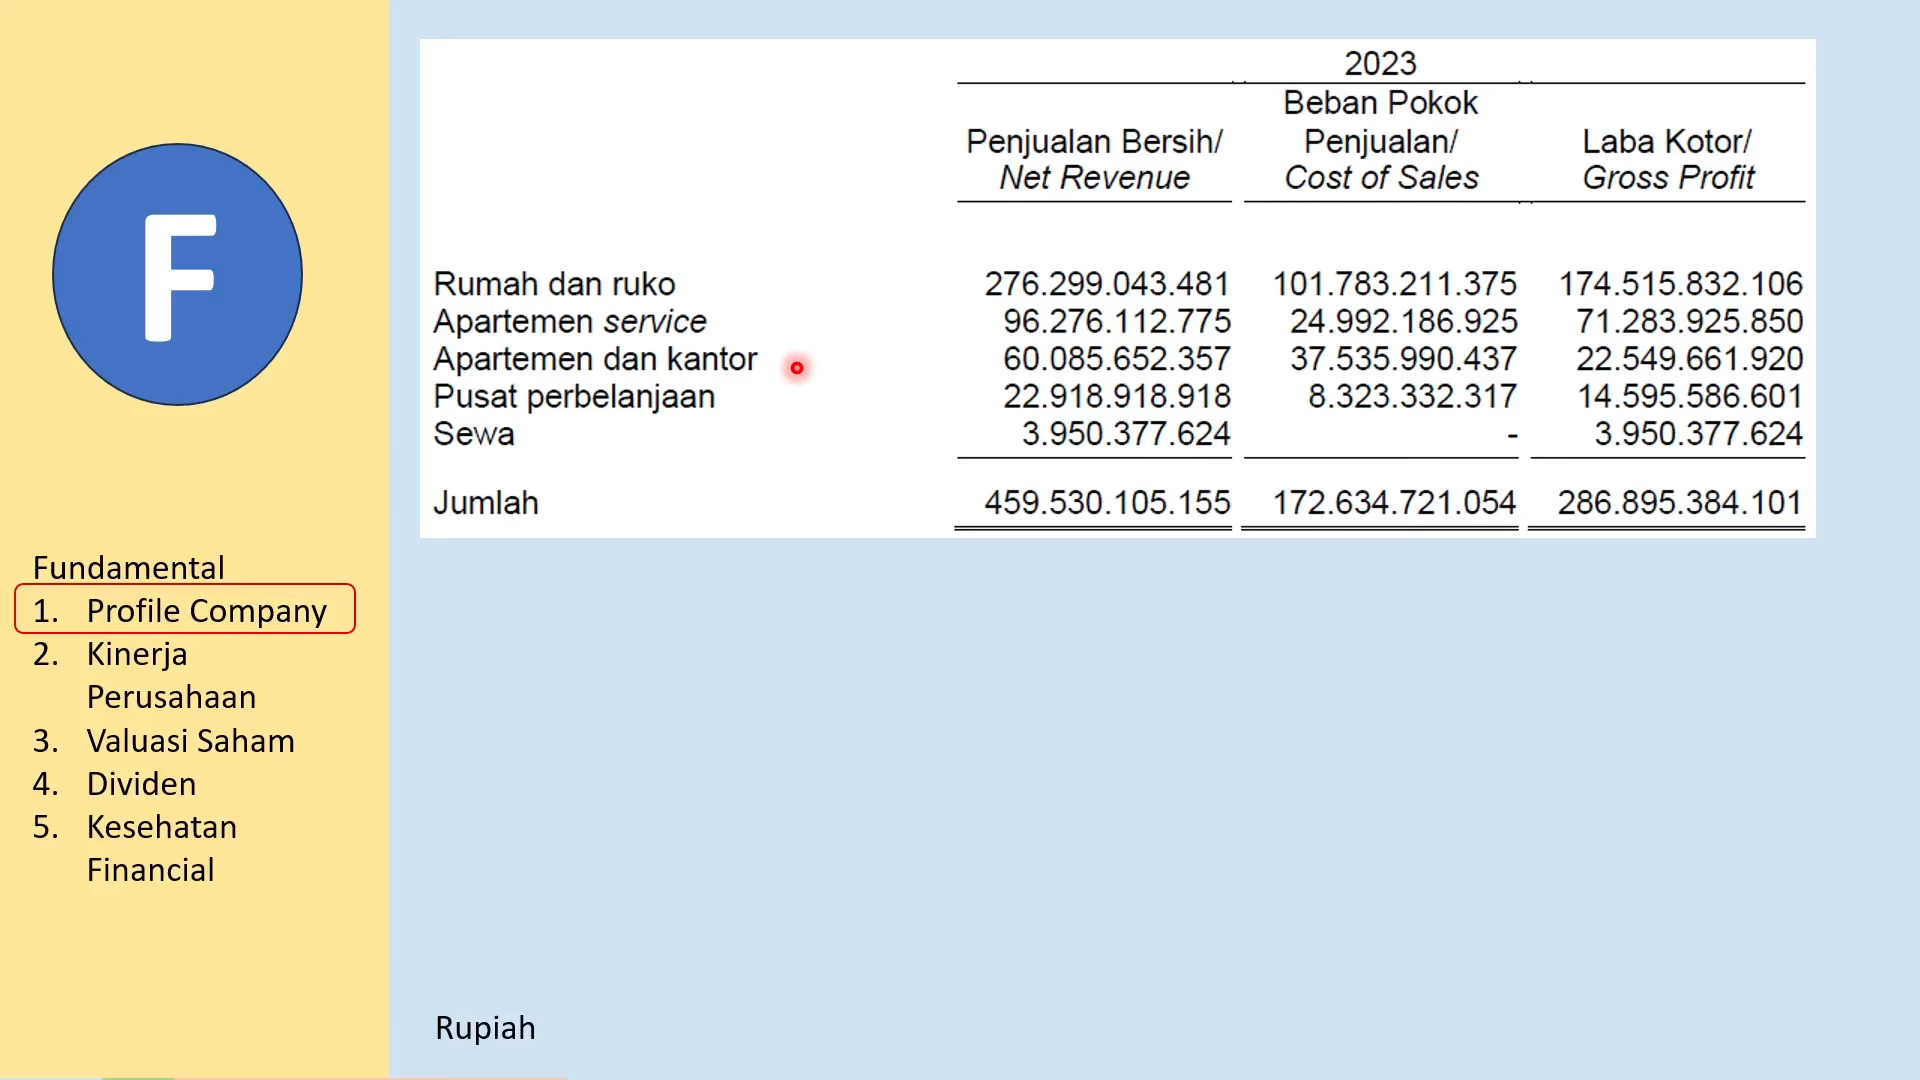 F
Fundamental
1. Profile Company
2. Kinerja
Perusahaan
3. Valuasi Saham
4. Dividen
5. Kesehatan
Financial
2023
Penjualan Bersih/ Net Revenue
Beban Pokok Penjualan/ Cost of Sales
Laba Kotor/ Gross Profit
Rumah dan ruko 276.299.043.481 101.783.211.375 174.515.832.106
Apartemen service 96.276.112.775 24.992.186.925 71.283.925.850
Apartemen dan kantor 60.085.652.357 37.535.990.437 22.549.661.920
Pusat perbelanjaan 22.918.918.918 8.323.332.317 14.595.586.601
Sewa 3.950.377.624 - 3.950.377.624
Jumlah 459.530.105.155 172.634.721.054 286.895.384.101
Rupiah